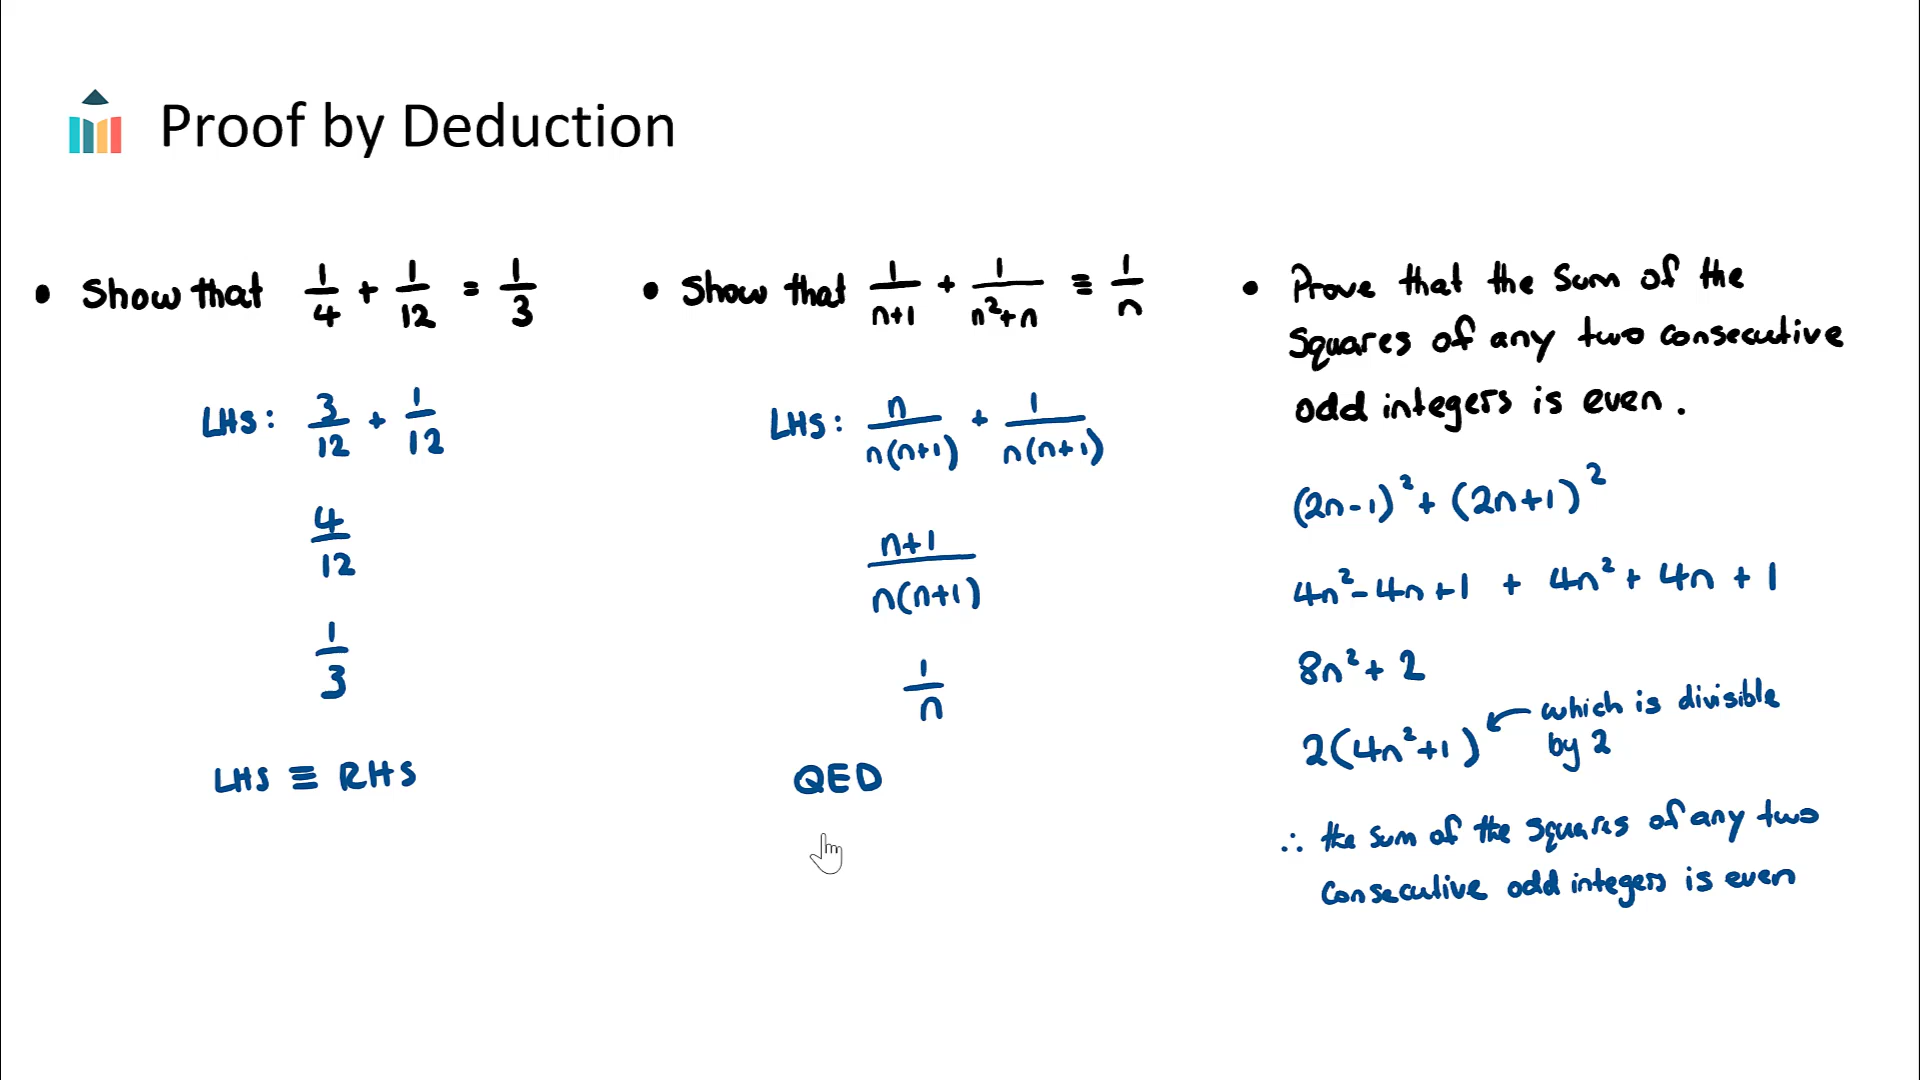 Proof by Deduction
• Show that 1/4 + 1/12 = 1/3
LHS: 3/12 + 1/12
4/12
1/3
LHS ≡ RHS
• Show that 1/(n+1) + 1/(n²+n) ≡ 1/n
LHS: n/(n(n+1)) + 1/(n(n+1))
(n+1)/(n(n+1))
1/n
QED
• Prove that the sum of the
squares of any two consecutive
odd integers is even.
(2n-1)² + (2n+1)²
4n²-4n+1 + 4n²+4n+1
8n²+2
2(4n²+1) which is divisible
by 2
∴ the sum of the squares of any two
consecutive odd integers is even